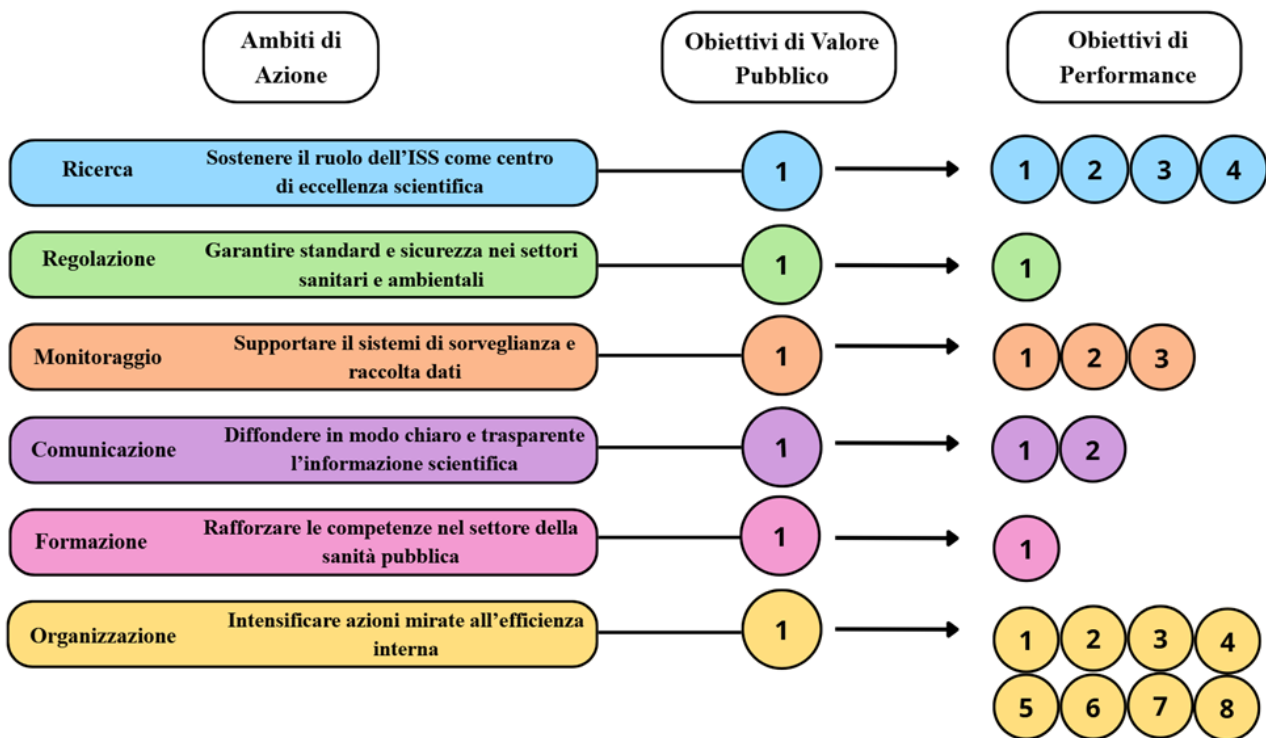 Ambiti di
Azione
Obiettivi di Valore
Pubblico
Obiettivi di
Performance
Ricerca
Sostenere il ruolo dell'ISS come centro
di eccellenza scientifica
1
1 2 3 4
Regolazione
Garantire standard e sicurezza nei settori
sanitari e ambientali
1
1
Monitoraggio
Supportare il sistemi di sorveglianza e
raccolta dati
1
1 2 3
Comunicazione
Diffondere in modo chiaro e trasparente
l'informazione scientifica
1
1 2
Formazione
Rafforzare le competenze nel settore della
sanità pubblica
1
1
Organizzazione
Intensificare azioni mirate all'efficienza
interna
1
1 2 3 4
5 6 7 8